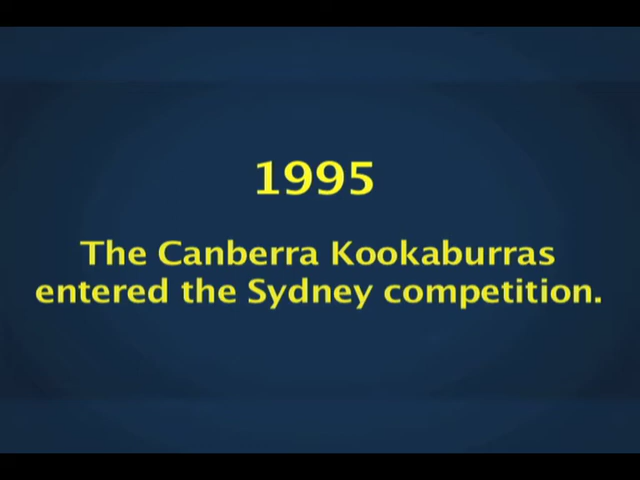 1995
The Canberra Kookaburras
entered the Sydney competition.